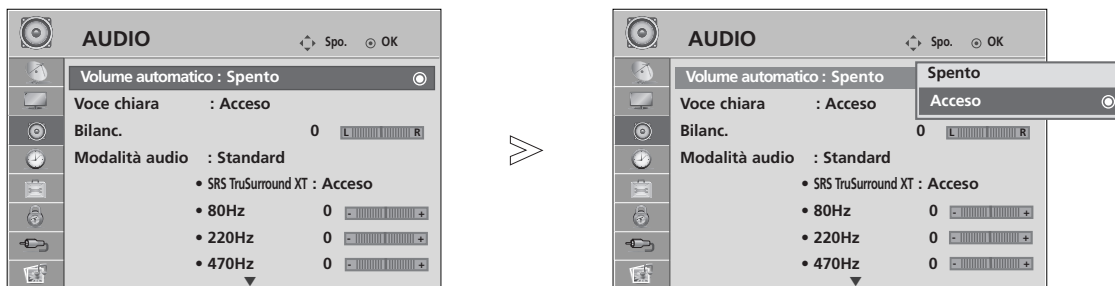 AUDIO Spo. OK
Volume automatico : Spento
Voce chiara : Acceso
Bilanc. 0 L R
Modalità audio : Standard
• SRS TruSurround XT : Acceso
• 80Hz 0 - +
• 220Hz 0 - +
• 470Hz 0 - +
AUDIO Spo. OK
Volume automatico : Spento
Spento
Acceso
Voce chiara : Acceso
Bilanc. 0 L R
Modalità audio : Standard
• SRS TruSurround XT : Acceso
• 80Hz 0 - +
• 220Hz 0 - +
• 470Hz 0 - +